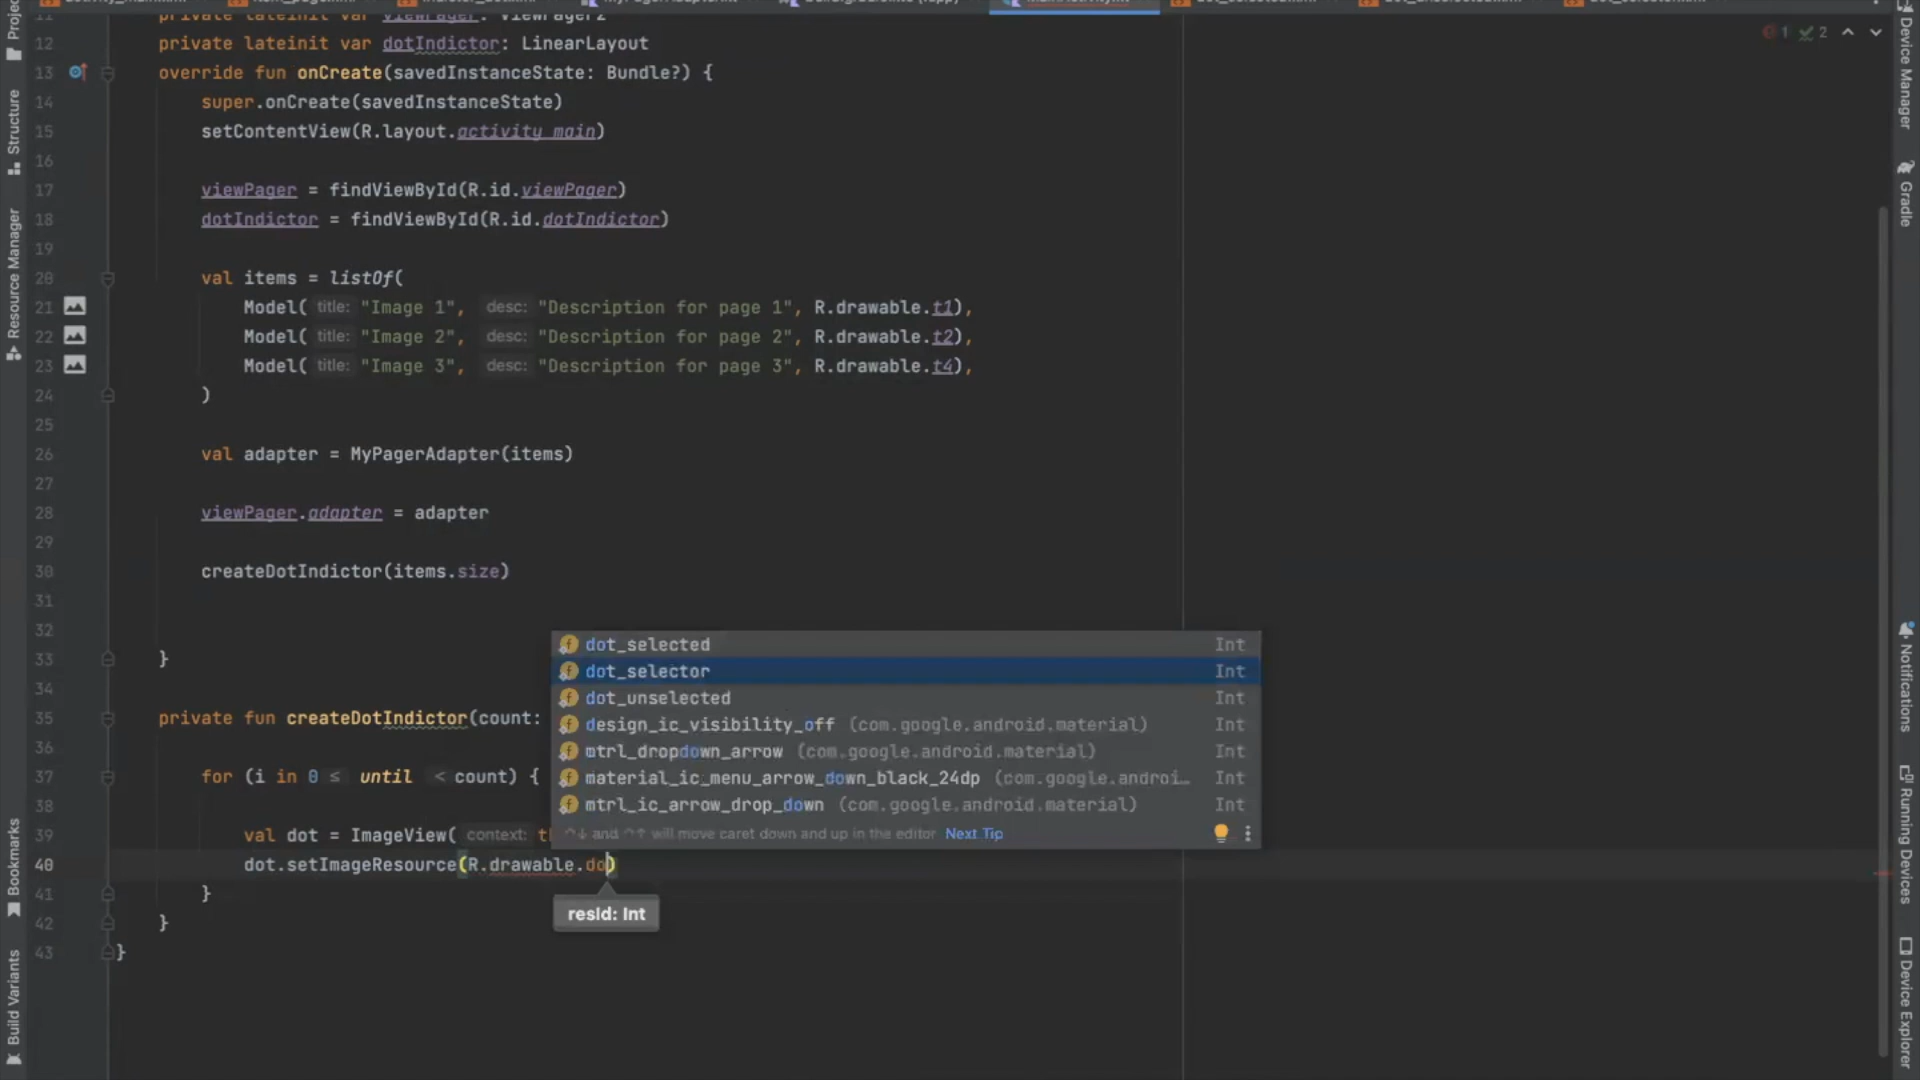 private lateinit var viewPager: ViewPager2
12 private lateinit var dotIndictor: LinearLayout
1 2
13 override fun onCreate(savedInstanceState: Bundle?) {
14 super.onCreate(savedInstanceState)
15 setContentView(R.layout.activity_main)
16
17 viewPager = findViewById(R.id.viewPager)
18 dotIndictor = findViewById(R.id.dotIndictor)
19
20 val items = listOf(
21 Model( title: "Image 1", desc: "Description for page 1", R.drawable.t1),
22 Model( title: "Image 2", desc: "Description for page 2", R.drawable.t2),
23 Model( title: "Image 3", desc: "Description for page 3", R.drawable.t4),
24 )
25
26 val adapter = MyPagerAdapter(items)
27
28 viewPager.adapter = adapter
29
30 createDotIndictor(items.size)
31
32
33 }
34
35 private fun createDotIndictor(count:
36
37 for (i in 0 ≤ until < count) {
38
39 val dot = ImageView( context: th
40 dot.setImageResource(R.drawable.do)
41 }
42 }
43 }
dot_selected Int
dot_selector Int
dot_unselected Int
design_ic_visibility_off (com.google.android.material) Int
mtrl_dropdown_arrow (com.google.android.material) Int
material_ic_menu_arrow_down_black_24dp (com.google.androi… Int
mtrl_ic_arrow_drop_down (com.google.android.material) Int
^↓ and ^↑ will move caret down and up in the editor Next Tip
resId: Int
Structure
Resource Manager
Bookmarks
Build Variants
Device Manager
Gradle
Notifications
Running Devices
Device Explorer